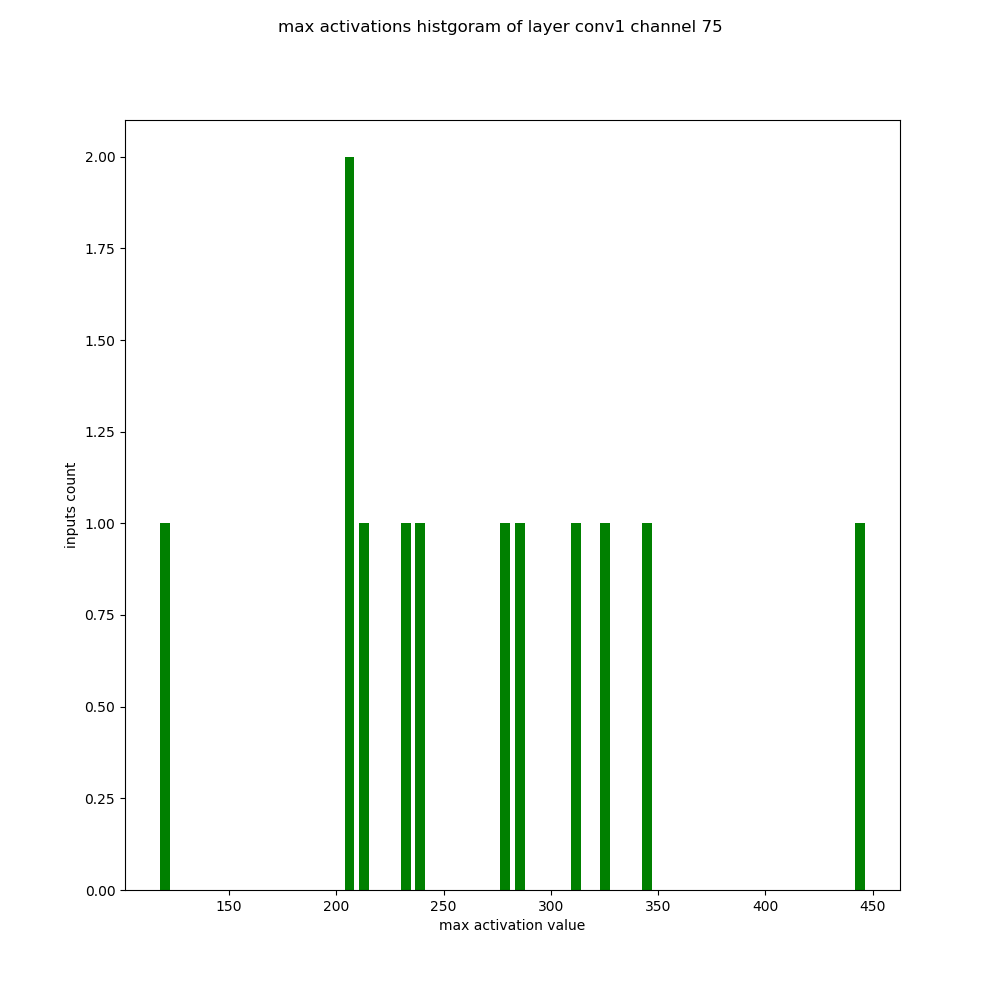 max activations histgoram of layer conv1 channel 75
2.00
1.75
1.50
1.25
1.00
0.75
0.50
0.25
0.00
inputs count
150 200 250 300 350 400 450
max activation value